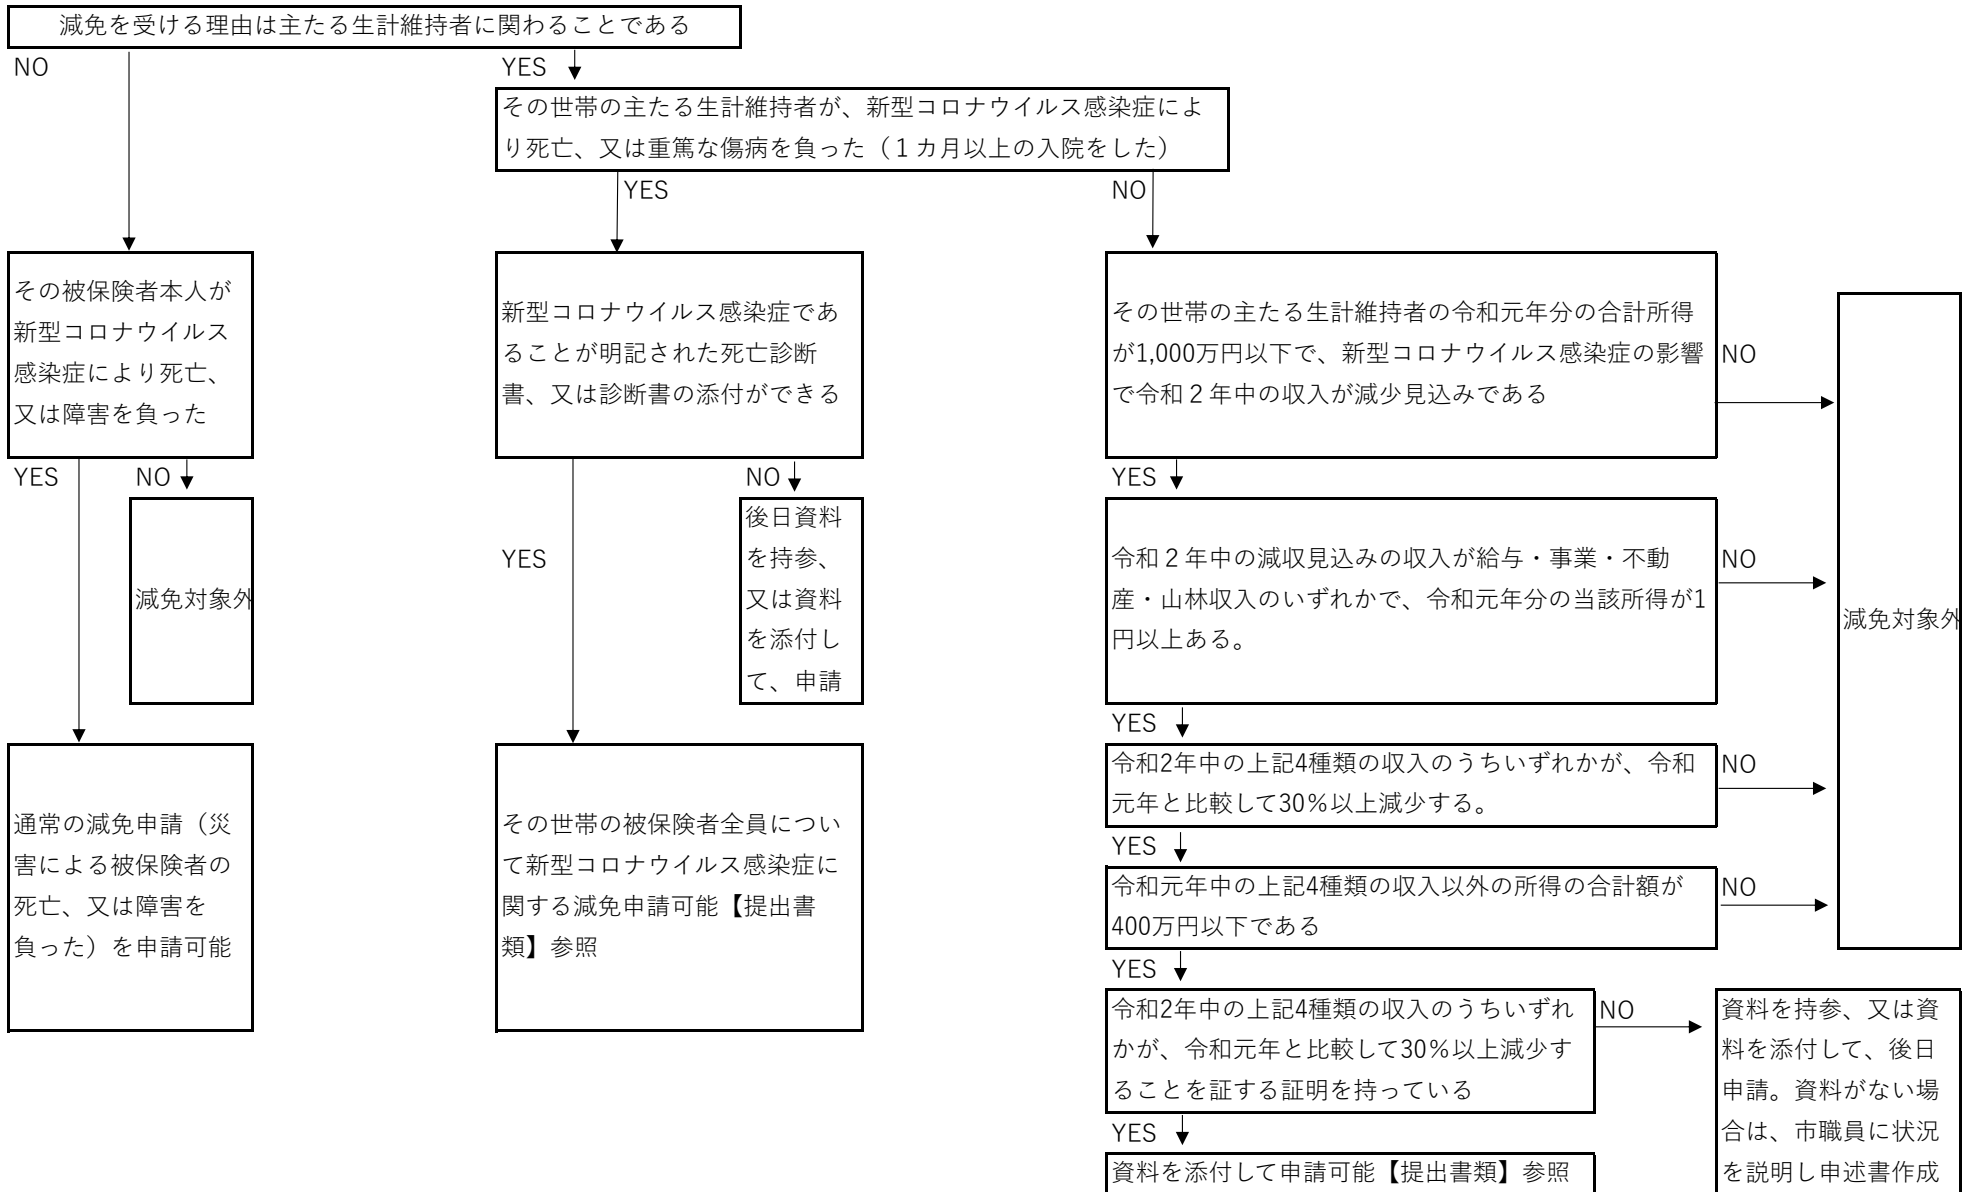 減免を受ける理由は主たる生計維持者に関わることである
NO
YES
その世帯の主たる生計維持者が、新型コロナウイルス感染症によ
り死亡、又は重篤な傷病を負った（１カ月以上の入院をした）
YES
NO
その被保険者本人が
新型コロナウイルス
感染症により死亡、
又は障害を負った
新型コロナウイルス感染症であ
ることが明記された死亡診断
書、又は診断書の添付ができる
その世帯の主たる生計維持者の令和元年分の合計所得
が1,000万円以下で、新型コロナウイルス感染症の影響
で令和２年中の収入が減少見込みである
NO
YES
NO
NO
YES
減免対象外
YES
後日資料
を持参、
又は資料
を添付し
て、申請
令和２年中の減収見込みの収入が給与・事業・不動
産・山林収入のいずれかで、令和元年分の当該所得が1
円以上ある。
NO
減免対象外
YES
通常の減免申請（災
害による被保険者の
死亡、又は障害を
負った）を申請可能
その世帯の被保険者全員につい
て新型コロナウイルス感染症に
関する減免申請可能【提出書
類】参照
令和2年中の上記4種類の収入のうちいずれかが、令和
元年と比較して30％以上減少する。
NO
YES
令和元年中の上記4種類の収入以外の所得の合計額が
400万円以下である
NO
YES
令和2年中の上記4種類の収入のうちいずれ
かが、令和元年と比較して30％以上減少す
ることを証する証明を持っている
NO
資料を持参、又は資
料を添付して、後日
申請。資料がない場
合は、市職員に状況
を説明し申述書作成
YES
資料を添付して申請可能【提出書類】参照